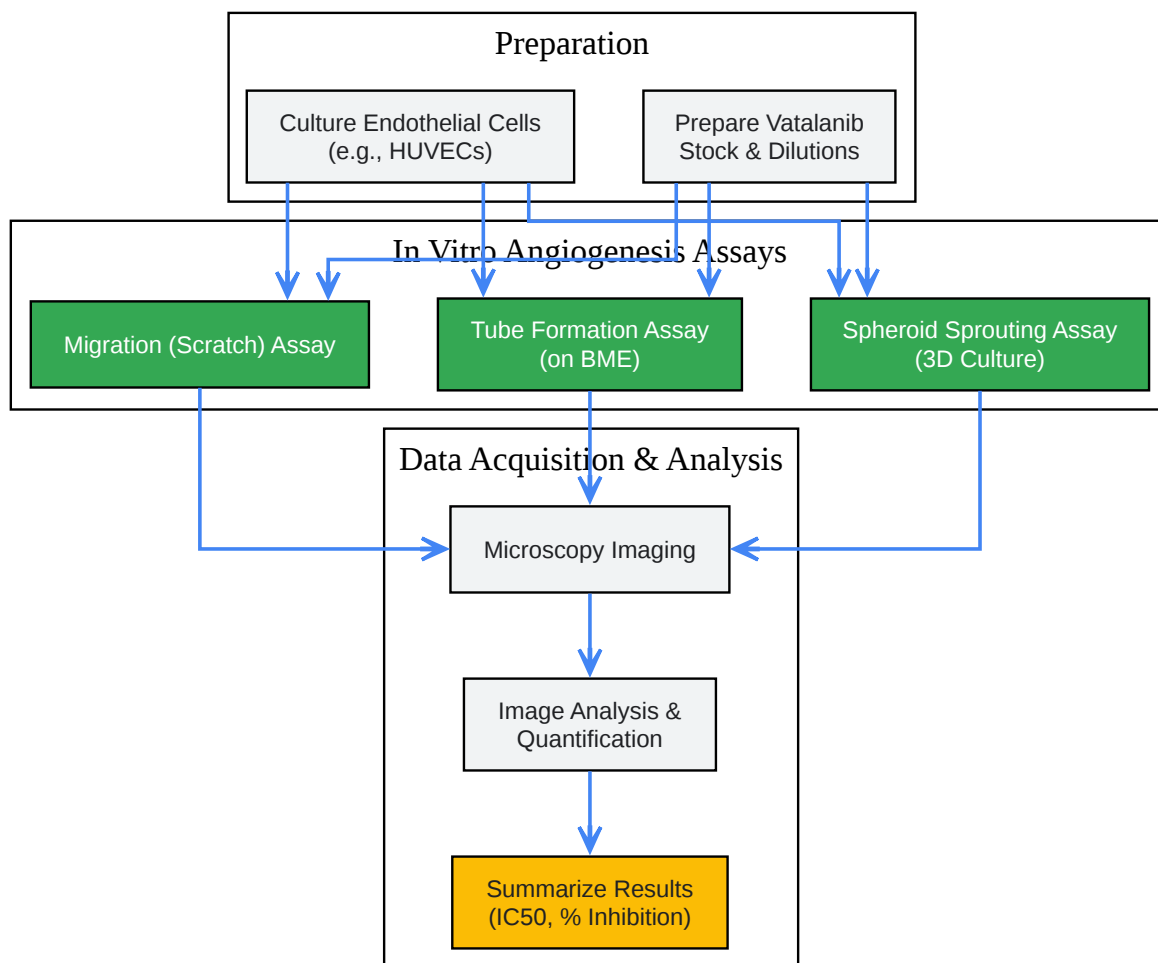 Preparation
Culture Endothelial Cells
(e.g., HUVECs)
Prepare Vatalanib
Stock & Dilutions
In Vitro Angiogenesis Assays
Migration (Scratch) Assay
Tube Formation Assay
(on BME)
Spheroid Sprouting Assay
(3D Culture)
Data Acquisition & Analysis
Microscopy Imaging
Image Analysis &
Quantification
Summarize Results
(IC50, % Inhibition)